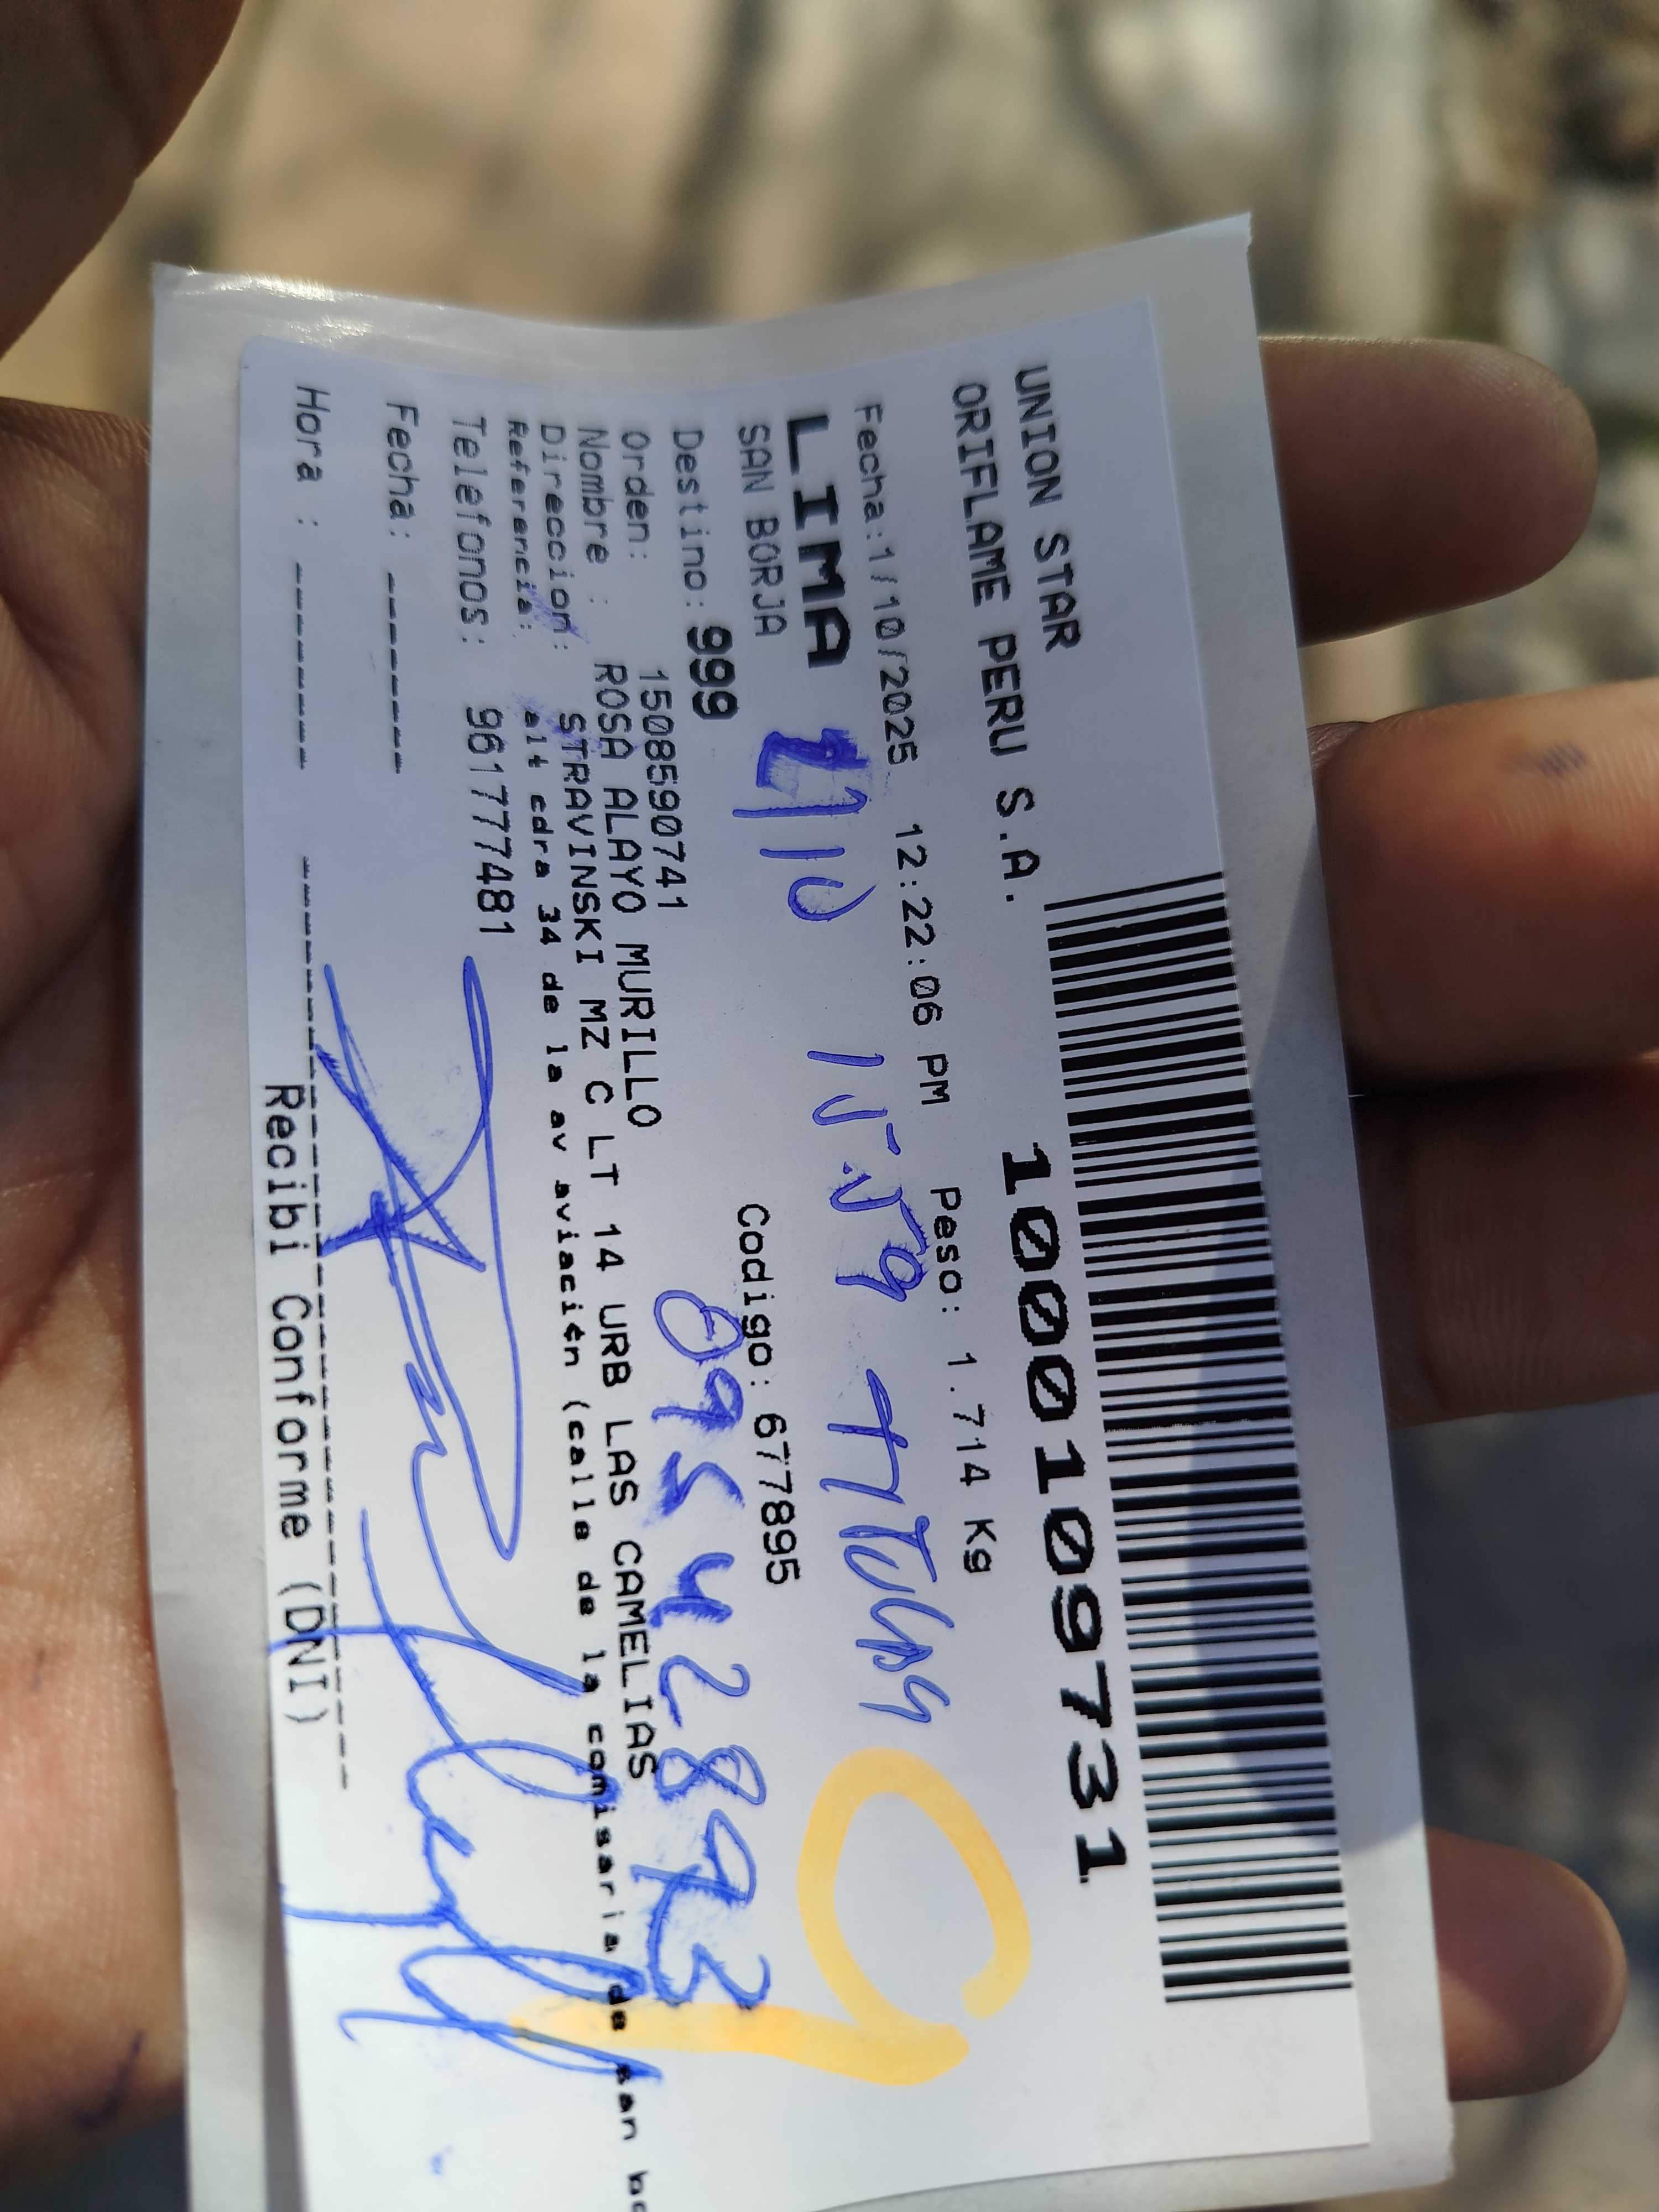 UNION STAR
ORIFLAME PERU S.A.
1000109731
Fecha:1/10/2025 12:22:06 PM Peso: 1.714 Kg
LIMA
SAN BORJA
1/10 15:59
Destino: 999 Codigo: 677895
09542893
Orden: 1508590741
Nombre : ROSA ALAYO MURILLO
Direccion: STRAVINSKI MZ C LT 14 URB LAS CAMELIAS
Referencia: alt cdra 34 de la av aviación (calle de la comisaria de san bo
Telefonos: 961777481
Fecha: ------
Hora : ------
Recibi Conforme (DNI)